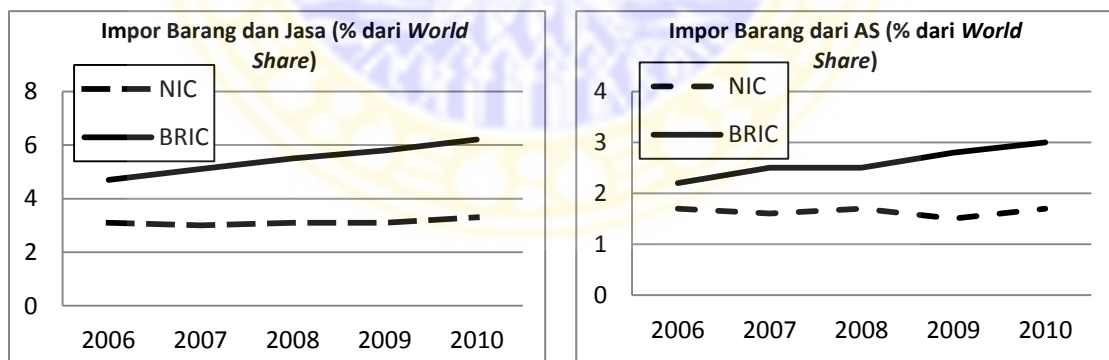 Impor Barang dan Jasa (% dari World
Share)
NIC
BRIC
8
6
4
2
0
2006 2007 2008 2009 2010
Impor Barang dari AS (% dari World
Share)
NIC
BRIC
4
3
2
1
0
2006 2007 2008 2009 2010